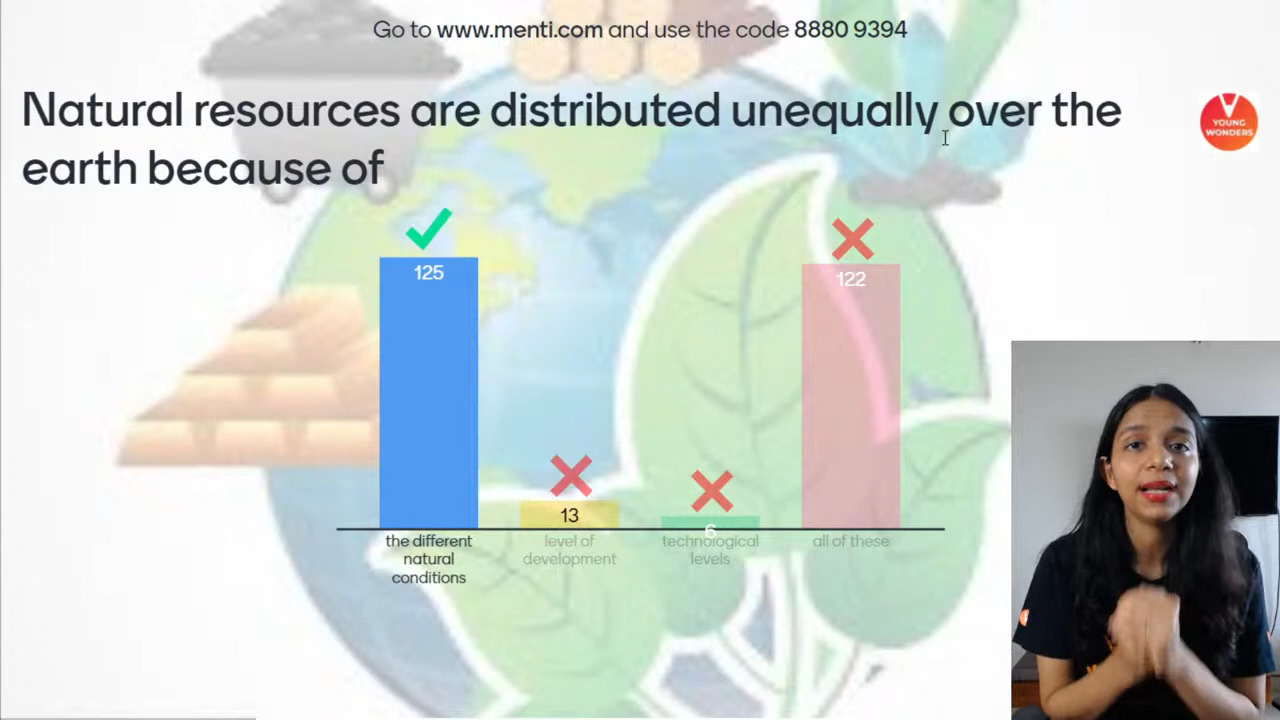 Go to www.menti.com and use the code 8880 9394
Natural resources are distributed unequally over the
earth because of
YOUNG
WONDERS
125
13
6
122
the different
natural
conditions
level of
development
technological
levels
all of these